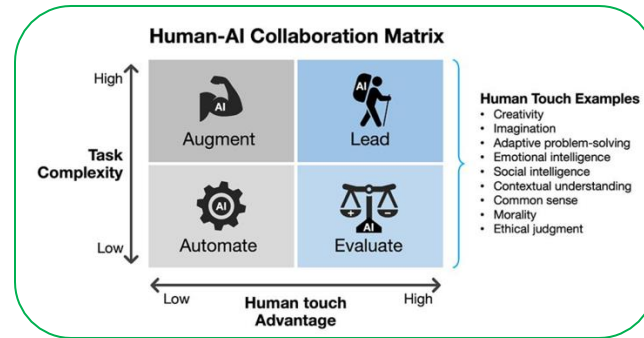 Human-AI Collaboration Matrix
High
Task
Complexity
Low
AI
Augment
AI
Lead
AI
Automate
+
-
AI
Evaluate
Low
High
Human touch
Advantage
Human Touch Examples
• Creativity
• Imagination
• Adaptive problem-solving
• Emotional intelligence
• Social intelligence
• Contextual understanding
• Common sense
• Morality
• Ethical judgment